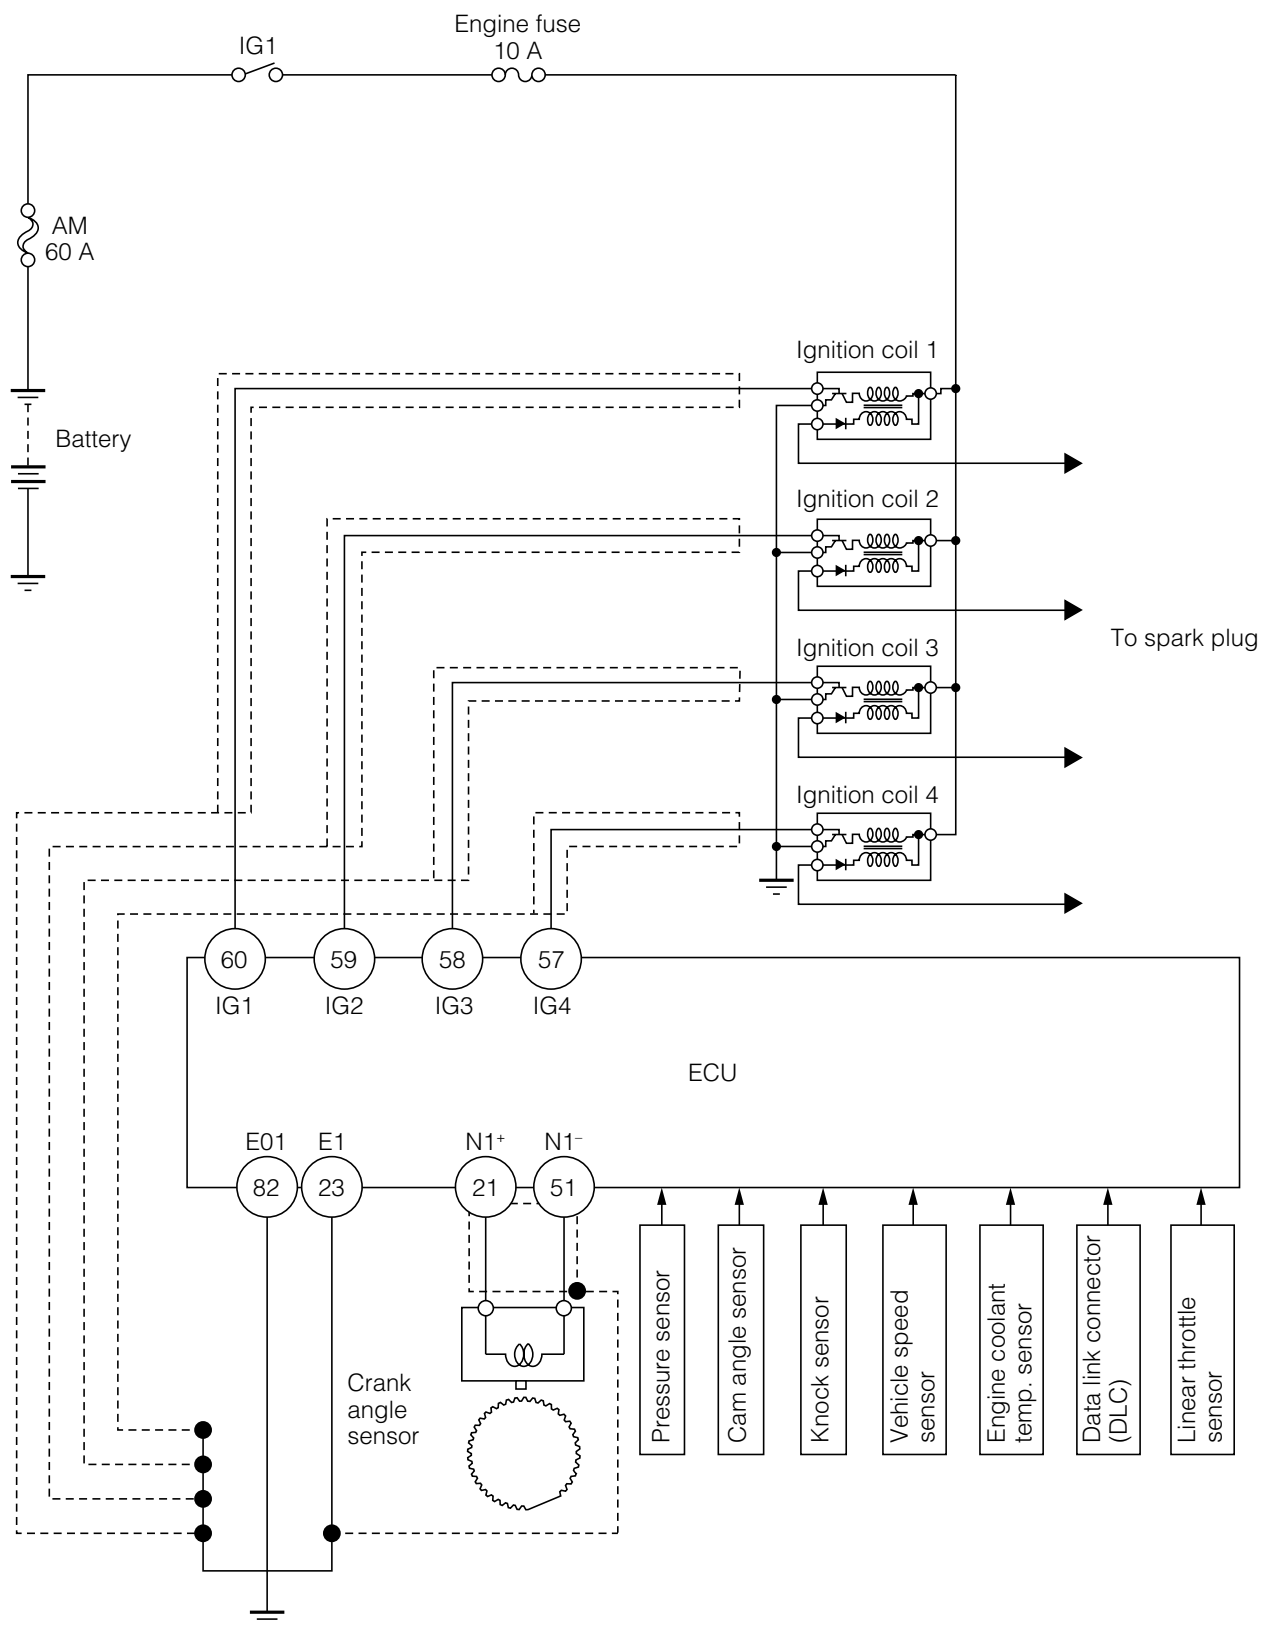 Engine fuse
10 A
IG1
AM
60 A
Battery
Ignition coil 1
Ignition coil 2
To spark plug
Ignition coil 3
Ignition coil 4
60
59
58
57
IG1
IG2
IG3
IG4
ECU
E01
E1
N1+
N1−
82
23
21
51
Crank
angle
sensor
Pressure sensor
Cam angle sensor
Knock sensor
Vehicle speed
sensor
Engine coolant
temp. sensor
Data link connector
(DLC)
Linear throttle
sensor